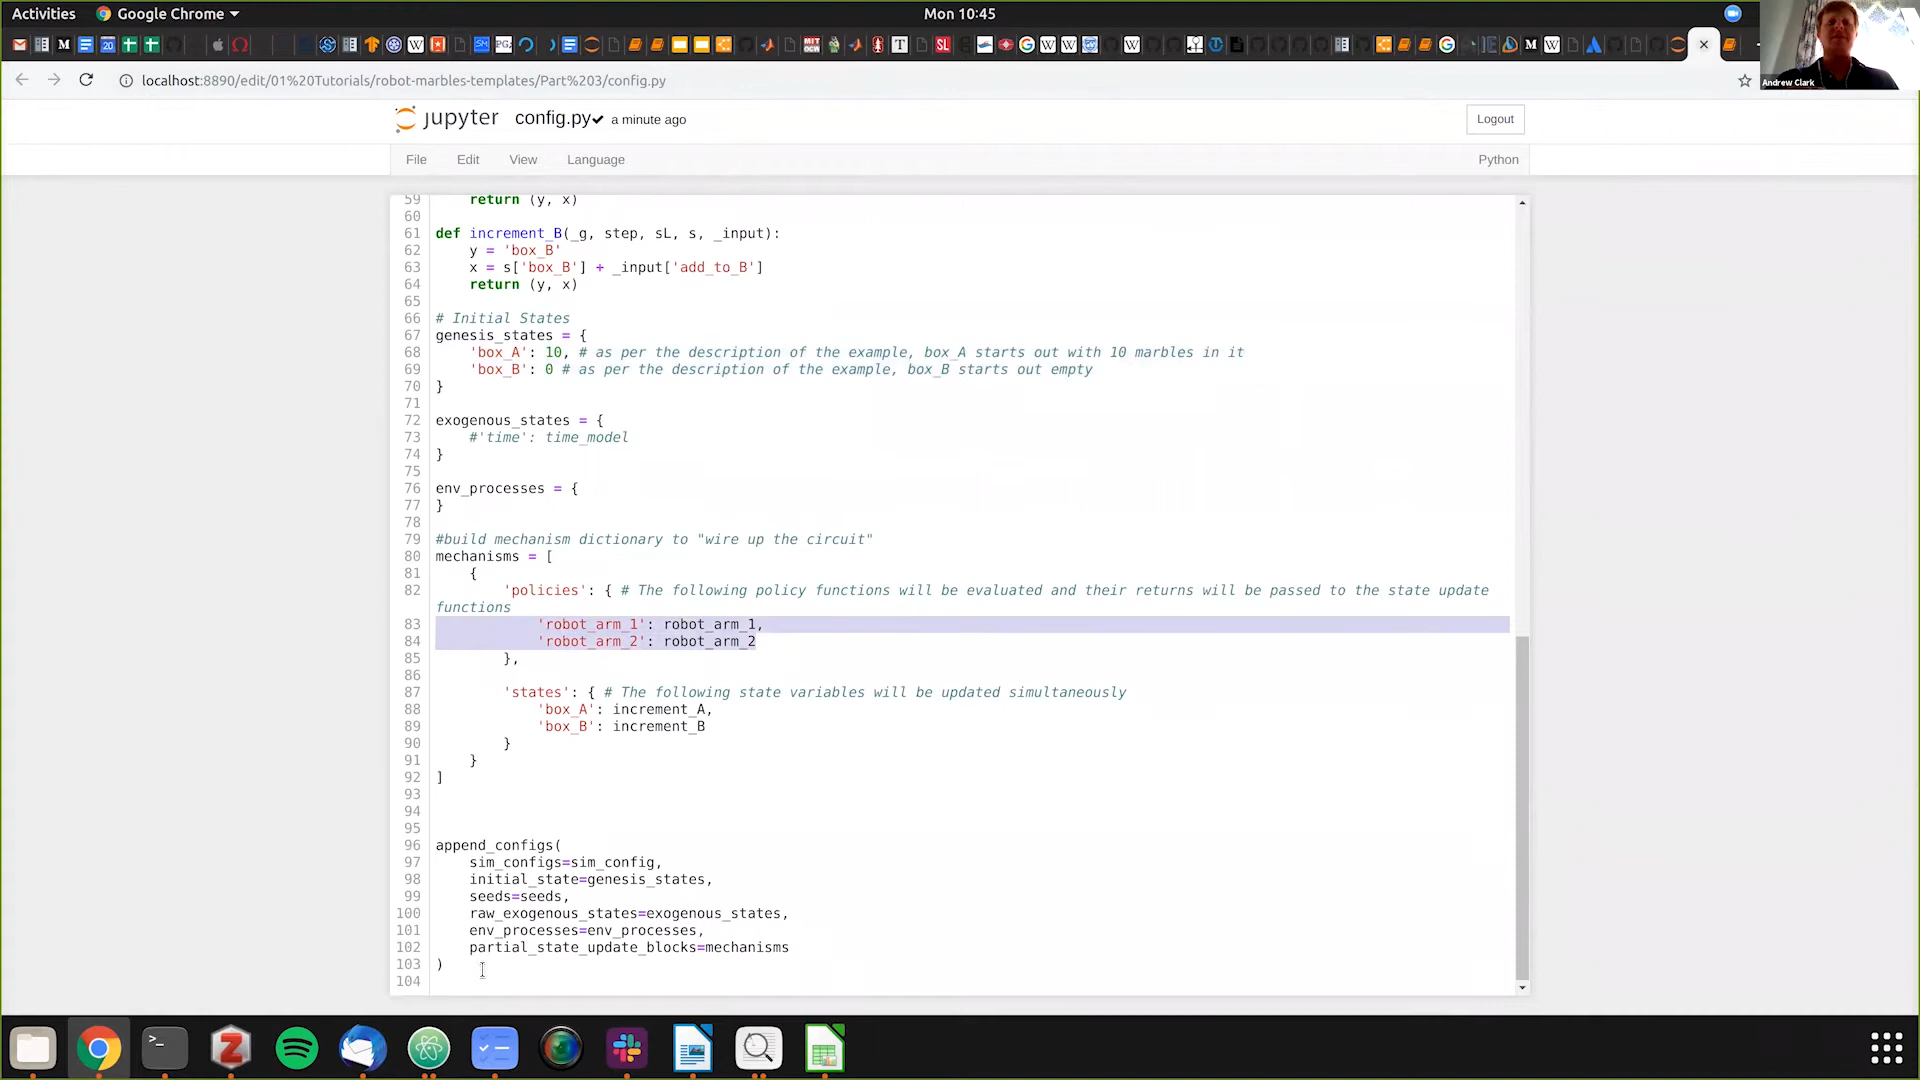 Activities
Google Chrome
Mon 10:45
Andrew Clark
localhost:8890/edit/01%20Tutorials/robot-marbles-templates/Part%203/config.py
jupyter config.py✔ a minute ago
Logout
File Edit View Language
Python
59 return (y, x)
60
61 def increment_B(_g, step, sL, s, _input):
62 y = 'box_B'
63 x = s['box_B'] + _input['add_to_B']
64 return (y, x)
65
66 # Initial States
67 genesis_states = {
68 'box_A': 10, # as per the description of the example, box_A starts out with 10 marbles in it
69 'box_B': 0 # as per the description of the example, box_B starts out empty
70 }
71
72 exogenous_states = {
73 #'time': time_model
74 }
75
76 env_processes = {
77 }
78
79 #build mechanism dictionary to "wire up the circuit"
80 mechanisms = [
81 {
82 'policies': { # The following policy functions will be evaluated and their returns will be passed to the state update
functions
83 'robot_arm_1': robot_arm_1,
84 'robot_arm_2': robot_arm_2
85 },
86
87 'states': { # The following state variables will be updated simultaneously
88 'box_A': increment_A,
89 'box_B': increment_B
90 }
91 }
92 ]
93
94
95
96 append_configs(
97 sim_configs=sim_config,
98 initial_state=genesis_states,
99 seeds=seeds,
100 raw_exogenous_states=exogenous_states,
101 env_processes=env_processes,
102 partial_state_update_blocks=mechanisms
103 )
104